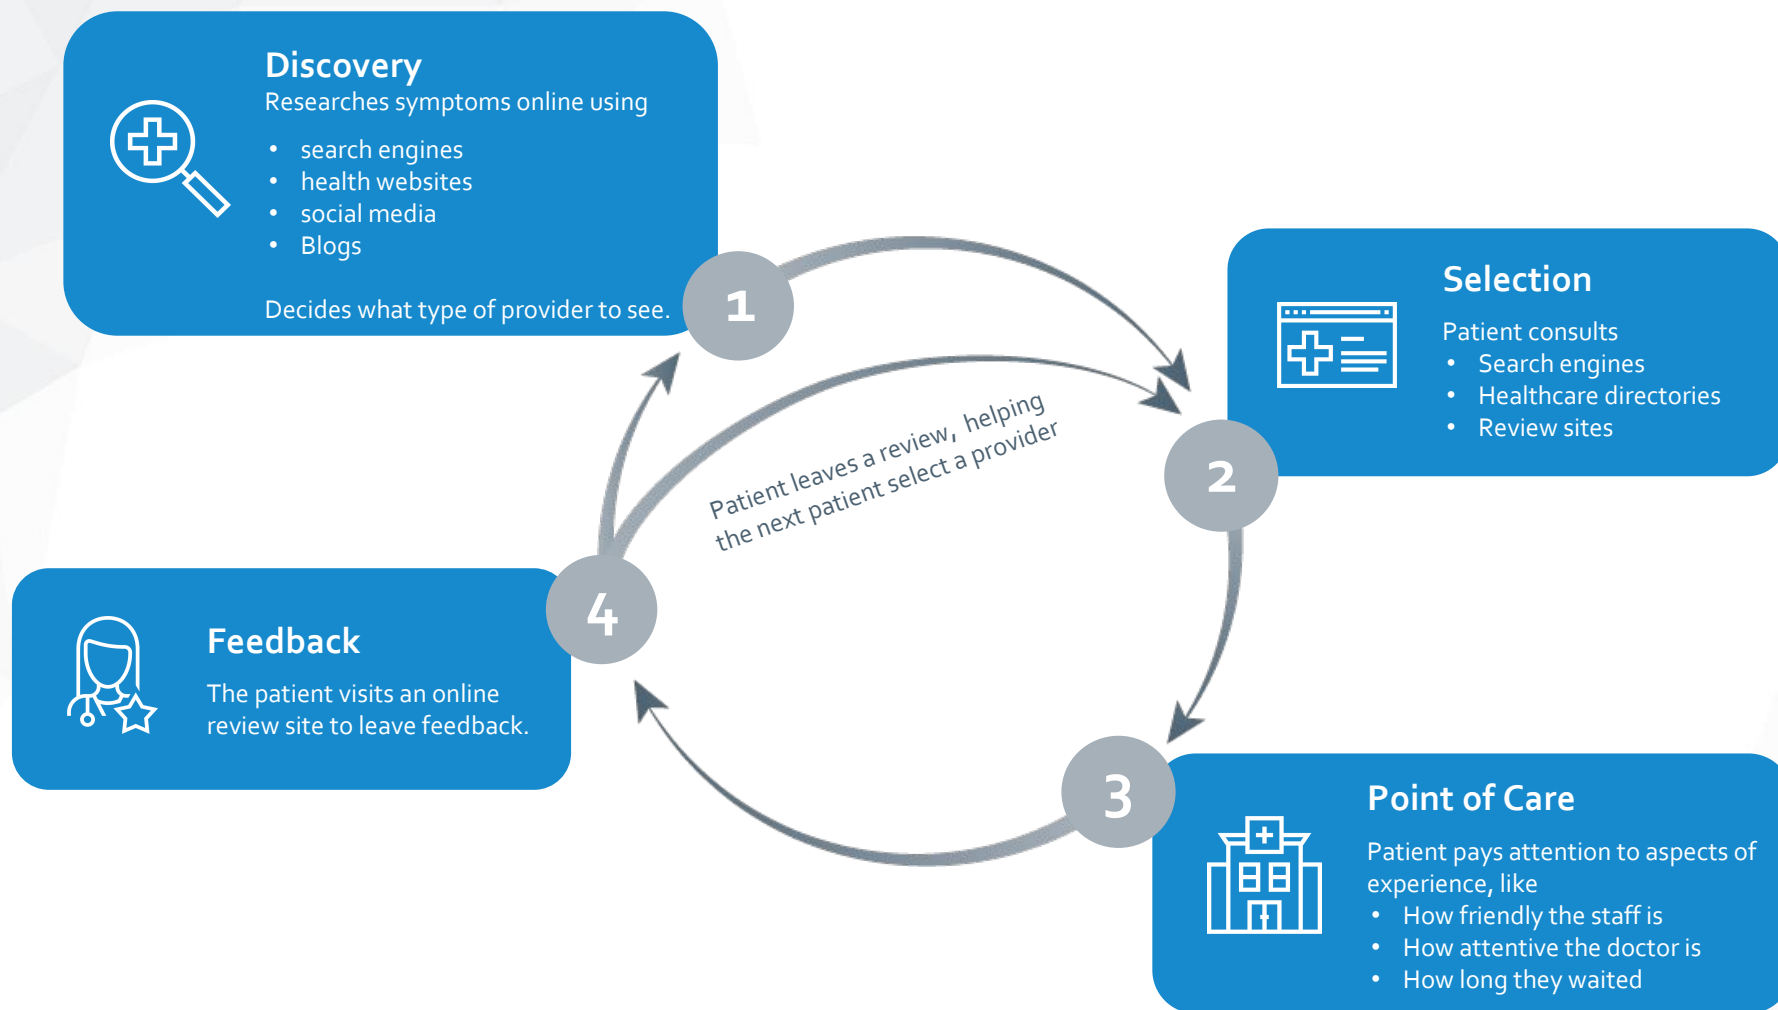 Discovery
Researches symptoms online using
• search engines
• health websites
• social media
• Blogs
Decides what type of provider to see.
1
Selection
Patient consults
• Search engines
• Healthcare directories
• Review sites
2
Patient leaves a review, helping
the next patient select a provider
4
Feedback
The patient visits an online
review site to leave feedback.
3
Point of Care
Patient pays attention to aspects of
experience, like
• How friendly the staff is
• How attentive the doctor is
• How long they waited